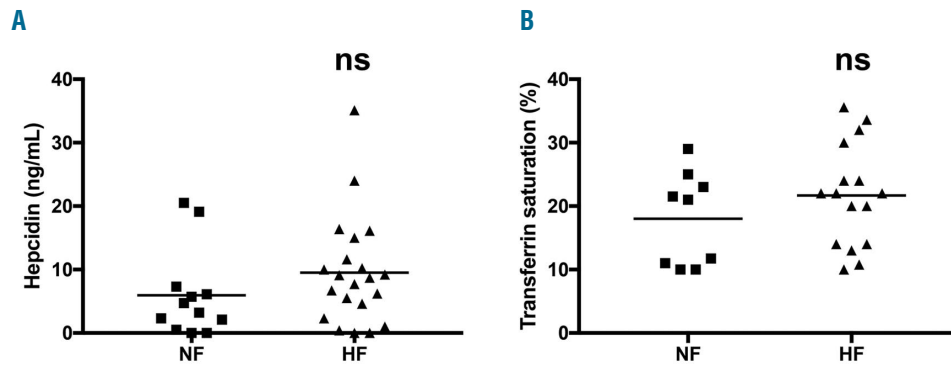 A
ns
Hepcidin (ng/mL)
40
30
20
10
0
NF
HF
B
ns
Transferrin saturation (%)
40
30
20
10
0
NF
HF